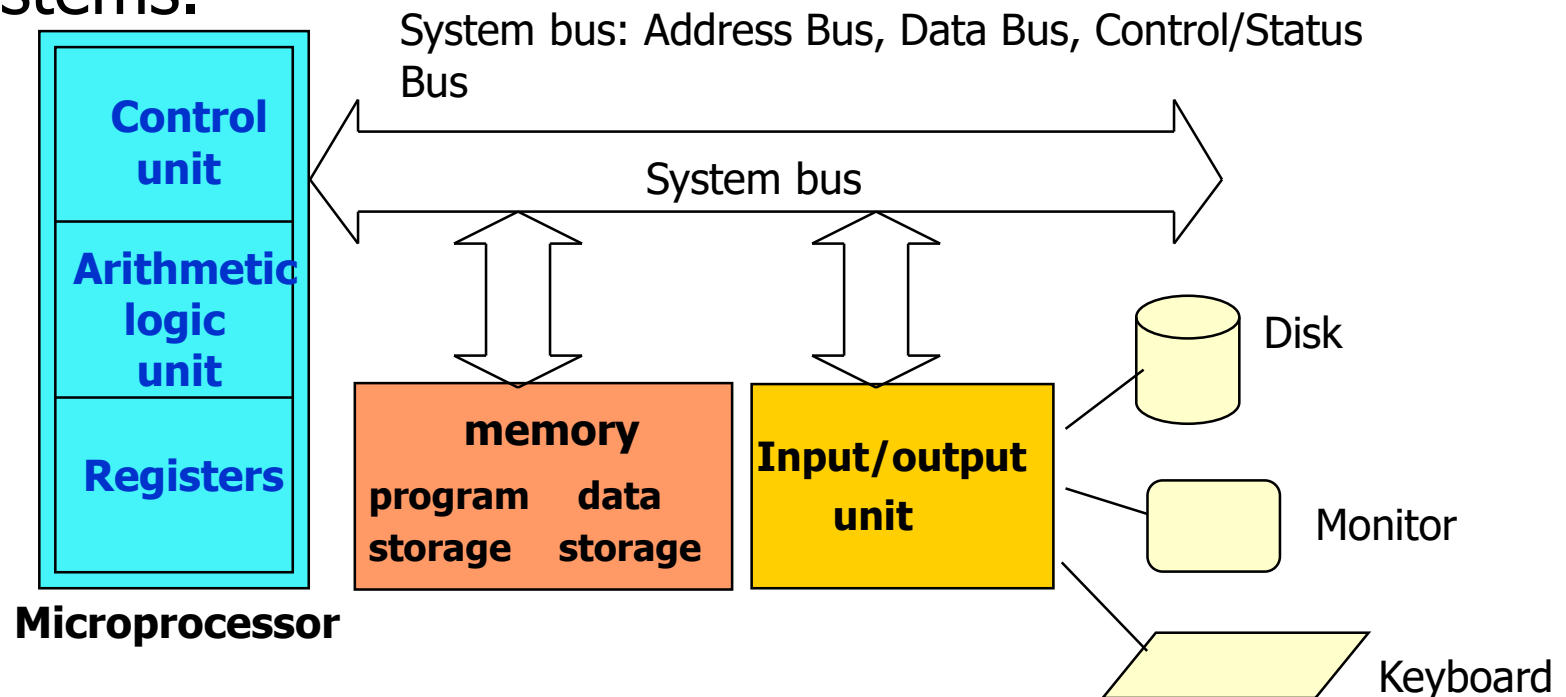 stems.
System bus: Address Bus, Data Bus, Control/Status
Bus
Control
unit
System bus
Arithmetic
logic
unit
Disk
memory
Input/output
Registers
program data
unit
Monitor
storage storage
Microprocessor
Keyboard